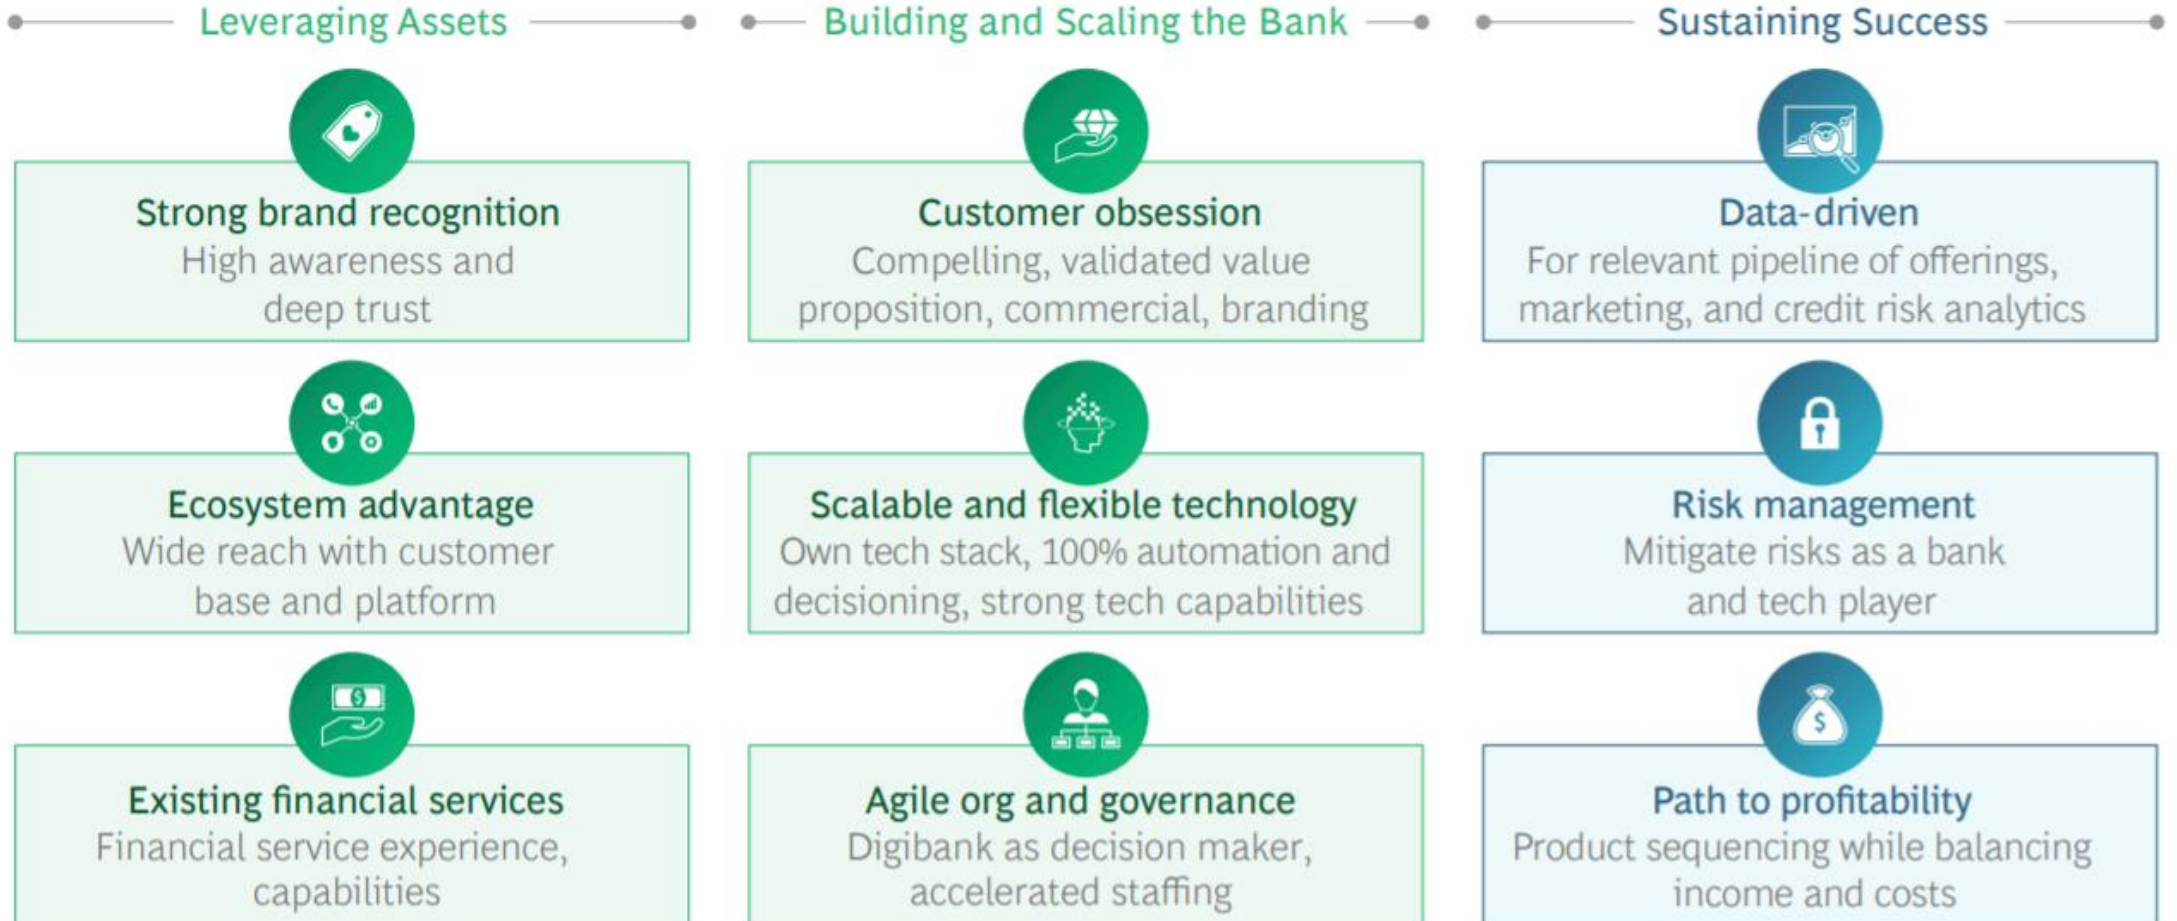 Leveraging Assets
Strong brand recognition
High awareness and
deep trust
Ecosystem advantage
Wide reach with customer
base and platform
Existing financial services
Financial service experience,
capabilities
Building and Scaling the Bank
Customer obsession
Compelling, validated value
proposition, commercial, branding
Scalable and flexible technology
Own tech stack, 100% automation and
decisioning, strong tech capabilities
Agile org and governance
Digibank as decision maker,
accelerated staffing
Sustaining Success
Data-driven
For relevant pipeline of offerings,
marketing, and credit risk analytics
Risk management
Mitigate risks as a bank
and tech player
$
Path to profitability
Product sequencing while balancing
income and costs